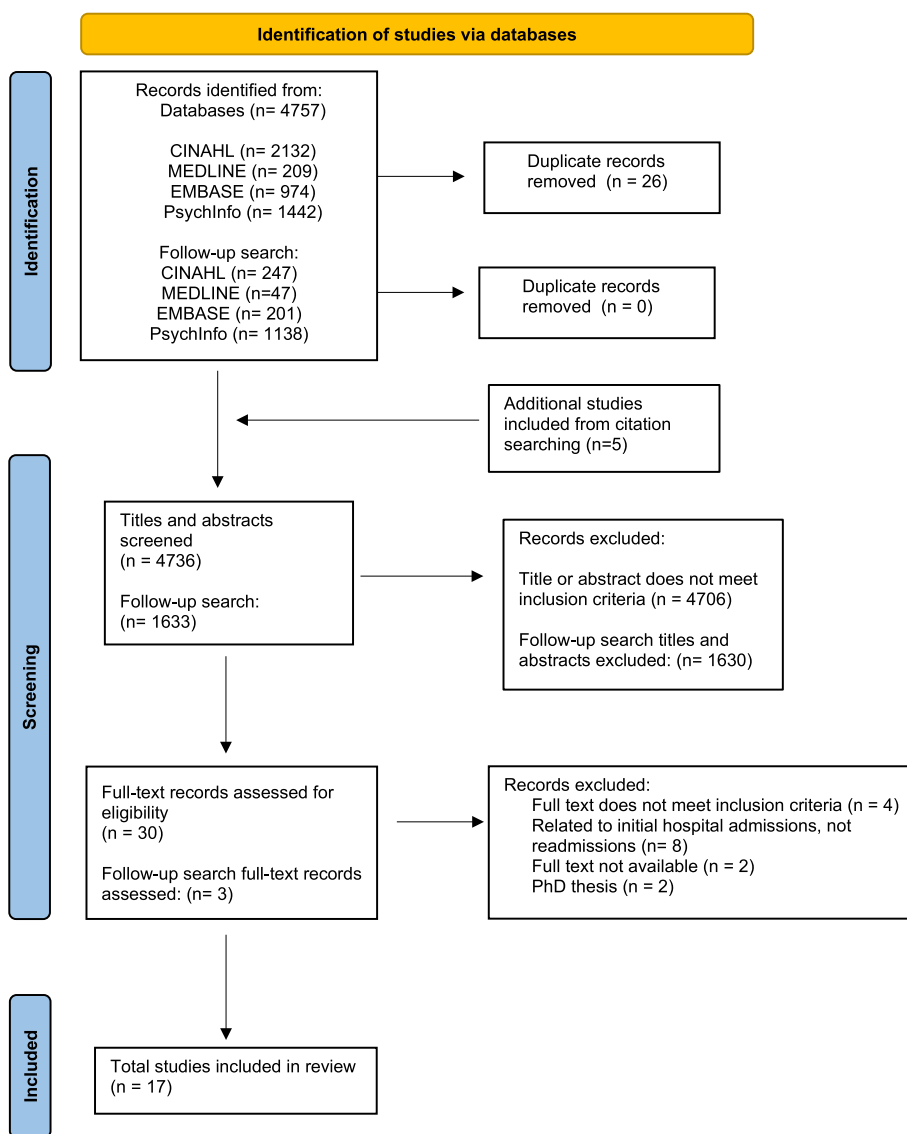 Identification of studies via databases
Identification
Records identified from:
Databases (n= 4757)
CINAHL (n= 2132)
MEDLINE (n= 209)
EMBASE (n= 974)
PsychInfo (n= 1442)
Follow-up search:
CINAHL (n= 247)
MEDLINE (n=47)
EMBASE (n= 201)
PsychInfo (n= 1138)
Duplicate records
removed  (n = 26)
Duplicate records
removed  (n = 0)
Additional studies
included from citation
searching (n=5)
Screening
Titles and abstracts
screened
(n = 4736)
Follow-up search:
(n= 1633)
Records excluded:
Title or abstract does not meet
inclusion criteria (n = 4706)
Follow-up search titles and
abstracts excluded: (n= 1630)
Full-text records assessed for
eligibility
(n = 30)
Follow-up search full-text records
assessed: (n= 3)
Records excluded:
Full text does not meet inclusion criteria (n = 4)
Related to initial hospital admissions, not
readmissions (n= 8)
Full text not available (n = 2)
PhD thesis (n = 2)
Included
Total studies included in review
(n = 17)